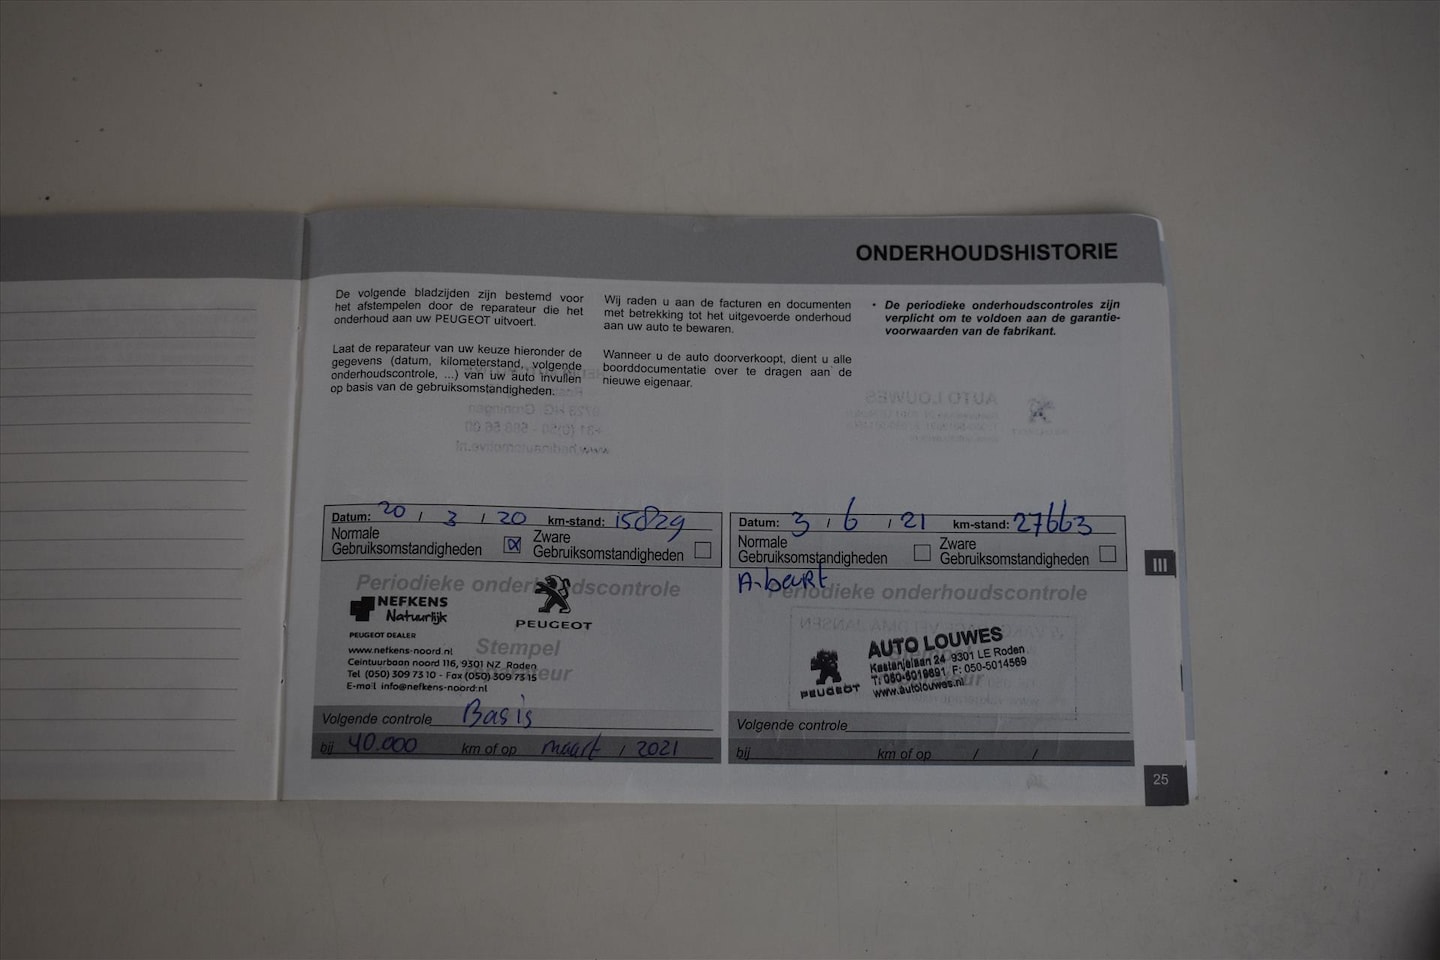 ONDERHOUDSHISTORIE
De volgende bladzijden zijn bestemd voor
het afstempelen door de reparateur die het
onderhoud aan uw PEUGEOT uitvoert.
Laat de reparateur van uw keuze hieronder de
gegevens (datum, kilometerstand, volgende
onderhoudscontrole, ...) van uw auto invullen
op basis van de gebruiksomstandigheden.
Wij raden u aan de facturen en documenten
met betrekking tot het uitgevoerde onderhoud
aan uw auto te bewaren.
Wanneer u de auto doorverkoopt, dient u alle
boorddocumentatie over te dragen aan de
nieuwe eigenaar.
• De periodieke onderhoudscontroles zijn
verplicht om te voldoen aan de garantie-
voorwaarden van de fabrikant.
Datum: 20 / 3 / 20 km-stand: 15829
Normale
Gebruiksomstandigheden
Zware
Gebruiksomstandigheden
Periodieke onderhoudscontrole
NEFKENS
Natuurlijk
PEUGEOT
PEUGEOT DEALER
Stempel
www.nefkens-noord.nl
Ceintuurbaan noord 116, 9301 NZ Roden
Tel (050) 309 73 10 - Fax (050) 309 73 15
E-mail info@nefkens-noord.nl
Volgende controle Basis
bij 40.000 km of op maart / 2021
Datum: 3 / 6 / 21 km-stand: 27663
Normale
Gebruiksomstandigheden
Zware
Gebruiksomstandigheden
A-beurt
Periodieke onderhoudscontrole
PEUGEOT
AUTO LOUWES
Kastanjelaan 24 9301 LE Roden
T: 050-5019691 F: 050-5014569
www.autolouwes.nl
Volgende controle
bij km of op / /
III
25